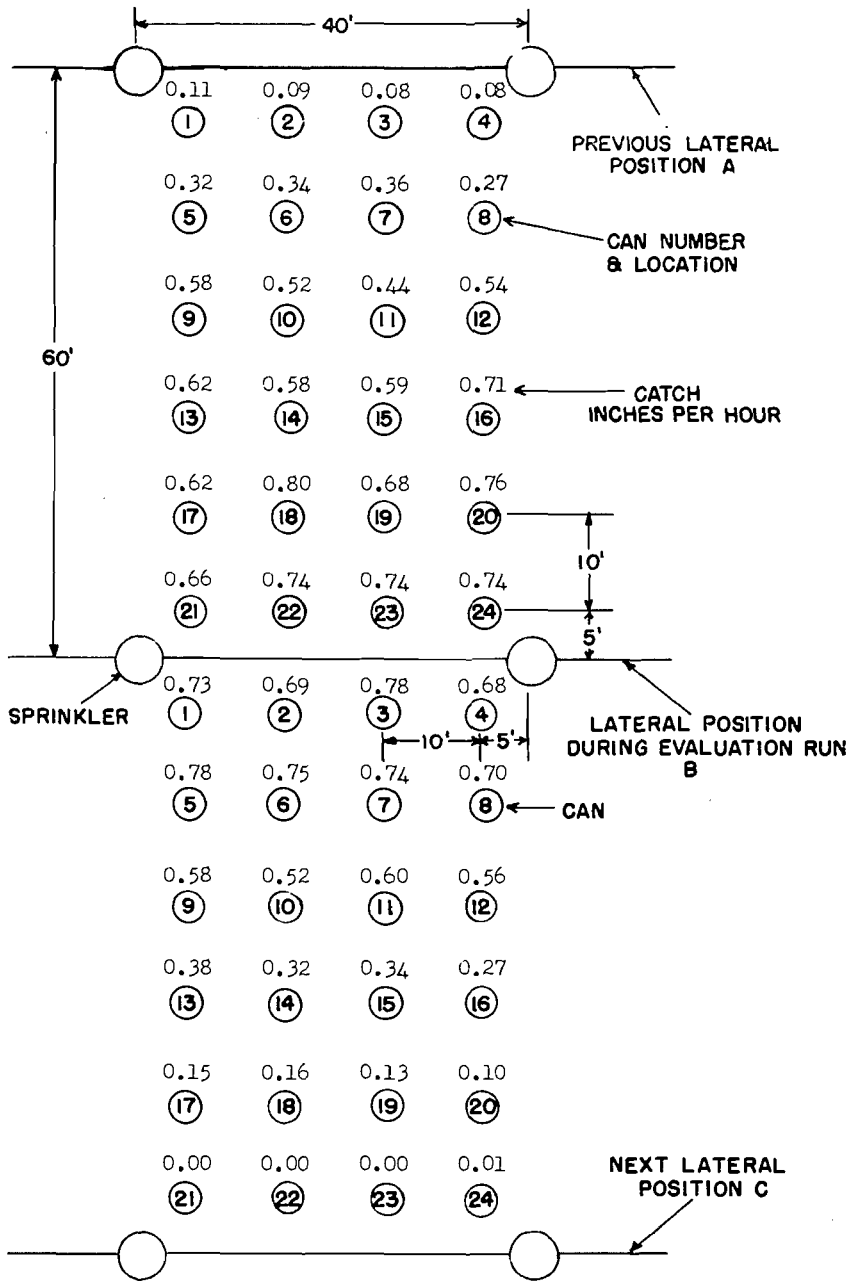 40'
0.11 0.09 0.08 0.08
1 2 3 4
PREVIOUS LATERAL
POSITION A
0.32 0.34 0.36 0.27
5 6 7 8
CAN NUMBER
& LOCATION
0.58 0.52 0.44 0.54
9 10 11 12
60'
0.62 0.58 0.59 0.71
13 14 15 16
CATCH
INCHES PER HOUR
0.62 0.80 0.68 0.76
17 18 19 20
10'
0.66 0.74 0.74 0.74
21 22 23 24
5'
SPRINKLER
0.73 0.69 0.78 0.68
1 2 3 4
10' 5'
LATERAL POSITION
DURING EVALUATION RUN
B
0.78 0.75 0.74 0.70
5 6 7 8
CAN
0.58 0.52 0.60 0.56
9 10 11 12
0.38 0.32 0.34 0.27
13 14 15 16
0.15 0.16 0.13 0.10
17 18 19 20
0.00 0.00 0.00 0.01
21 22 23 24
NEXT LATERAL
POSITION C